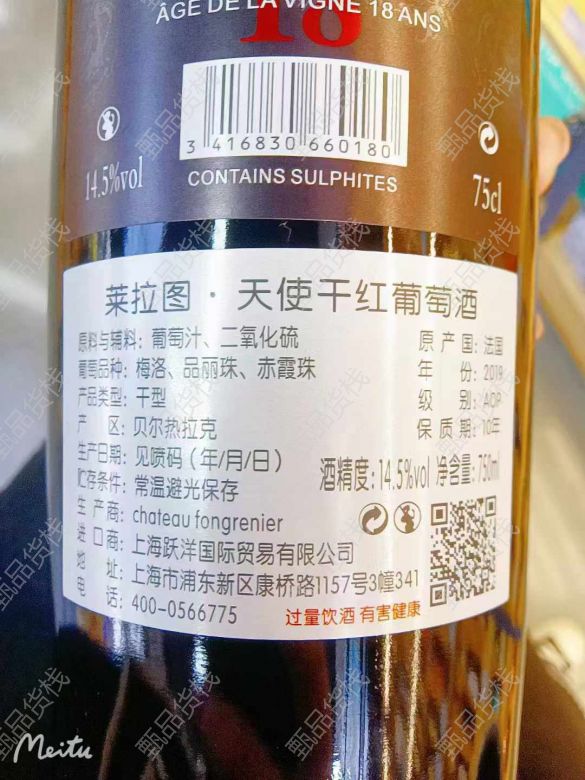 ÂGE DE LA VIGNE 18 ANS
18
3 416830 660180
14.5%vol
CONTAINS SULPHITES
75cl
莱拉图·天使干红葡萄酒
原料与辅料: 葡萄汁、二氧化硫
原产国: 法国
葡萄品种: 梅洛、品丽珠、赤霞珠
年份: 2019
产品类型: 干型
级别: AOP
产区: 贝尔热拉克
保质期: 10年
生产日期: 见喷码（年/月/日）
酒精度: 14.5%vol 净含量: 750ml
贮存条件: 常温避光保存
生产商: chateau fongrenier
进口商: 上海跃洋国际贸易有限公司
地址: 上海市浦东新区康桥路1157号3幢341
电话: 400-0566775
过量饮酒 有害健康
Meitu
甄品货栈